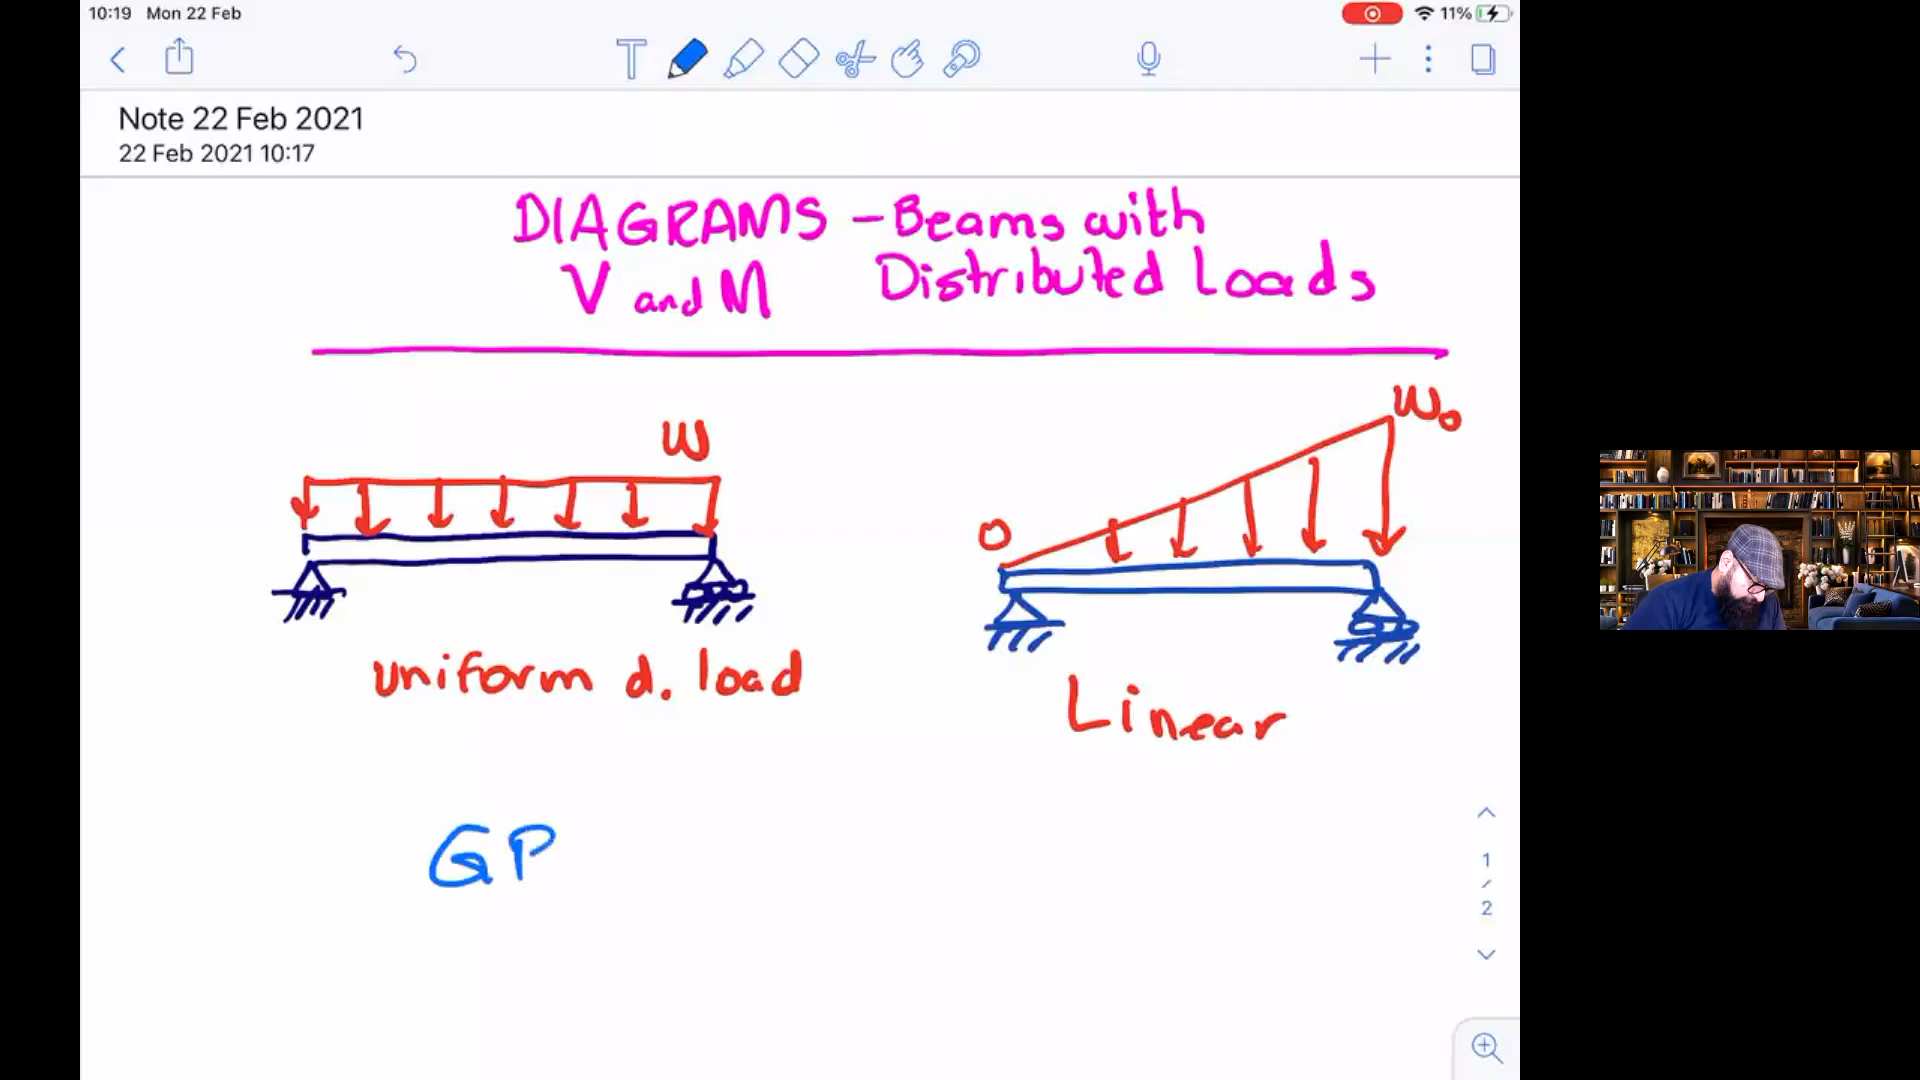 10:19 Mon 22 Feb
11%
T
Note 22 Feb 2021
22 Feb 2021 10:17
DIAGRAMS - Beams with
V and M Distributed Loads
W
W₀
0
uniform d. load
Linear
GP
1
/
2